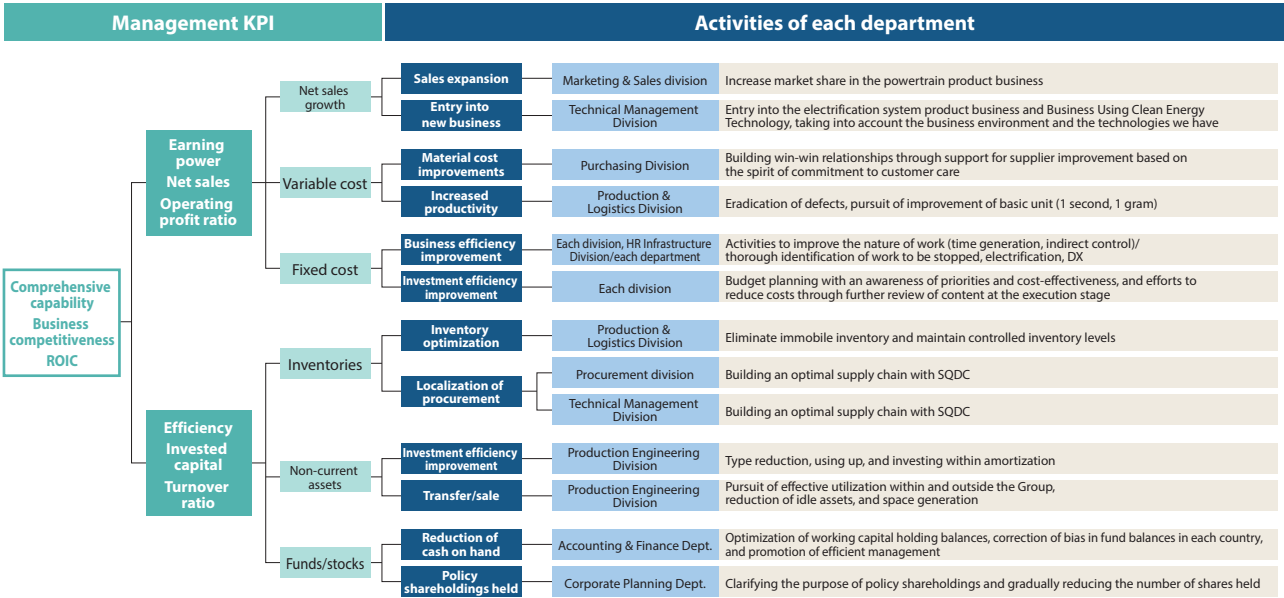 Management KPI
Activities of each department
Comprehensive
capability
Business
competitiveness
ROIC
Earning
power
Net sales
Operating
profit ratio
Net sales
growth
Sales expansion
Marketing & Sales division
Increase market share in the powertrain product business
Entry into
new business
Technical Management
Division
Entry into the electrification system product business and Business Using Clean Energy
Technology, taking into account the business environment and the technologies we have
Variable cost
Material cost
improvements
Purchasing Division
Building win-win relationships through support for supplier improvement based on
the spirit of commitment to customer care
Increased
productivity
Production &
Logistics Division
Eradication of defects, pursuit of improvement of basic unit (1 second, 1 gram)
Fixed cost
Business efficiency
improvement
Each division, HR Infrastructure
Division/each department
Activities to improve the nature of work (time generation, indirect control)/
thorough identification of work to be stopped, electrification, DX
Investment efficiency
improvement
Each division
Budget planning with an awareness of priorities and cost-effectiveness, and efforts to
reduce costs through further review of content at the execution stage
Efficiency
Invested
capital
Turnover
ratio
Inventories
Inventory
optimization
Production &
Logistics Division
Eliminate immobile inventory and maintain controlled inventory levels
Localization of
procurement
Procurement division
Building an optimal supply chain with SQDC
Technical Management
Division
Building an optimal supply chain with SQDC
Non-current
assets
Investment efficiency
improvement
Production Engineering
Division
Type reduction, using up, and investing within amortization
Transfer/sale
Production Engineering
Division
Pursuit of effective utilization within and outside the Group,
reduction of idle assets, and space generation
Funds/stocks
Reduction of
cash on hand
Accounting & Finance Dept.
Optimization of working capital holding balances, correction of bias in fund balances in each country,
and promotion of efficient management
Policy
shareholdings held
Corporate Planning Dept.
Clarifying the purpose of policy shareholdings and gradually reducing the number of shares held